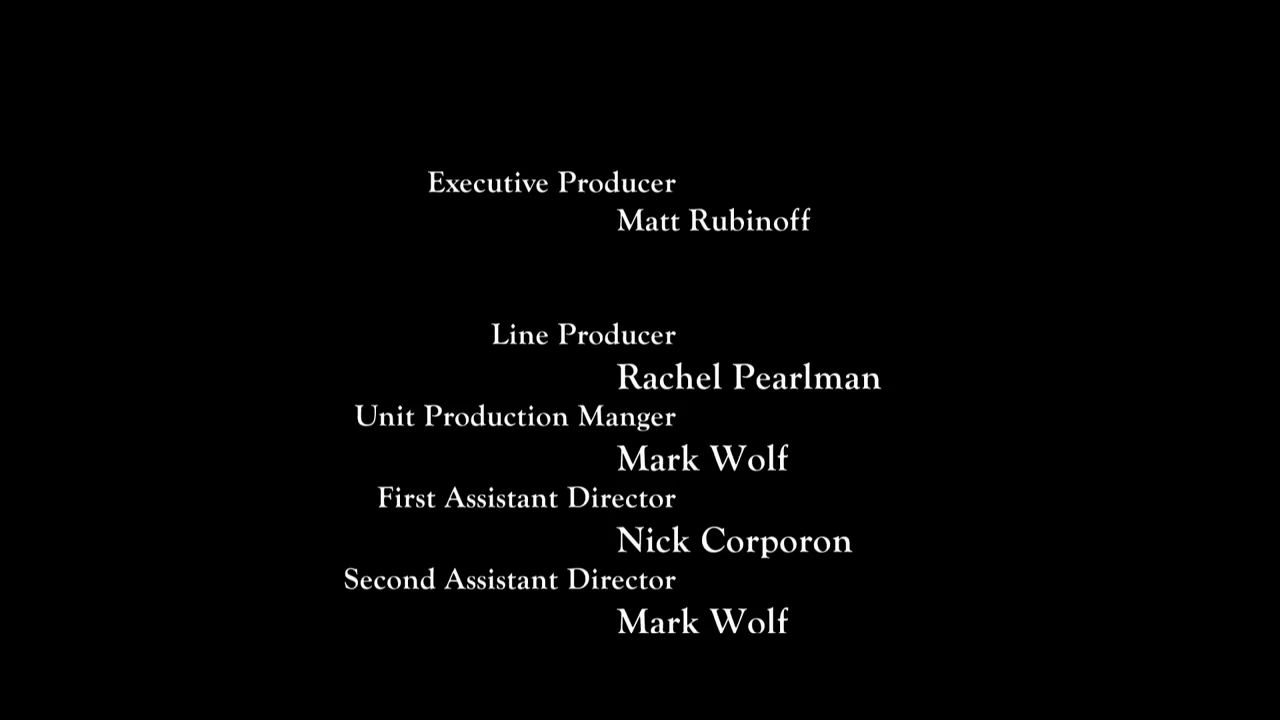 Executive Producer
Matt Rubinoff
Line Producer
Rachel Pearlman
Unit Production Manger
Mark Wolf
First Assistant Director
Nick Corporon
Second Assistant Director
Mark Wolf